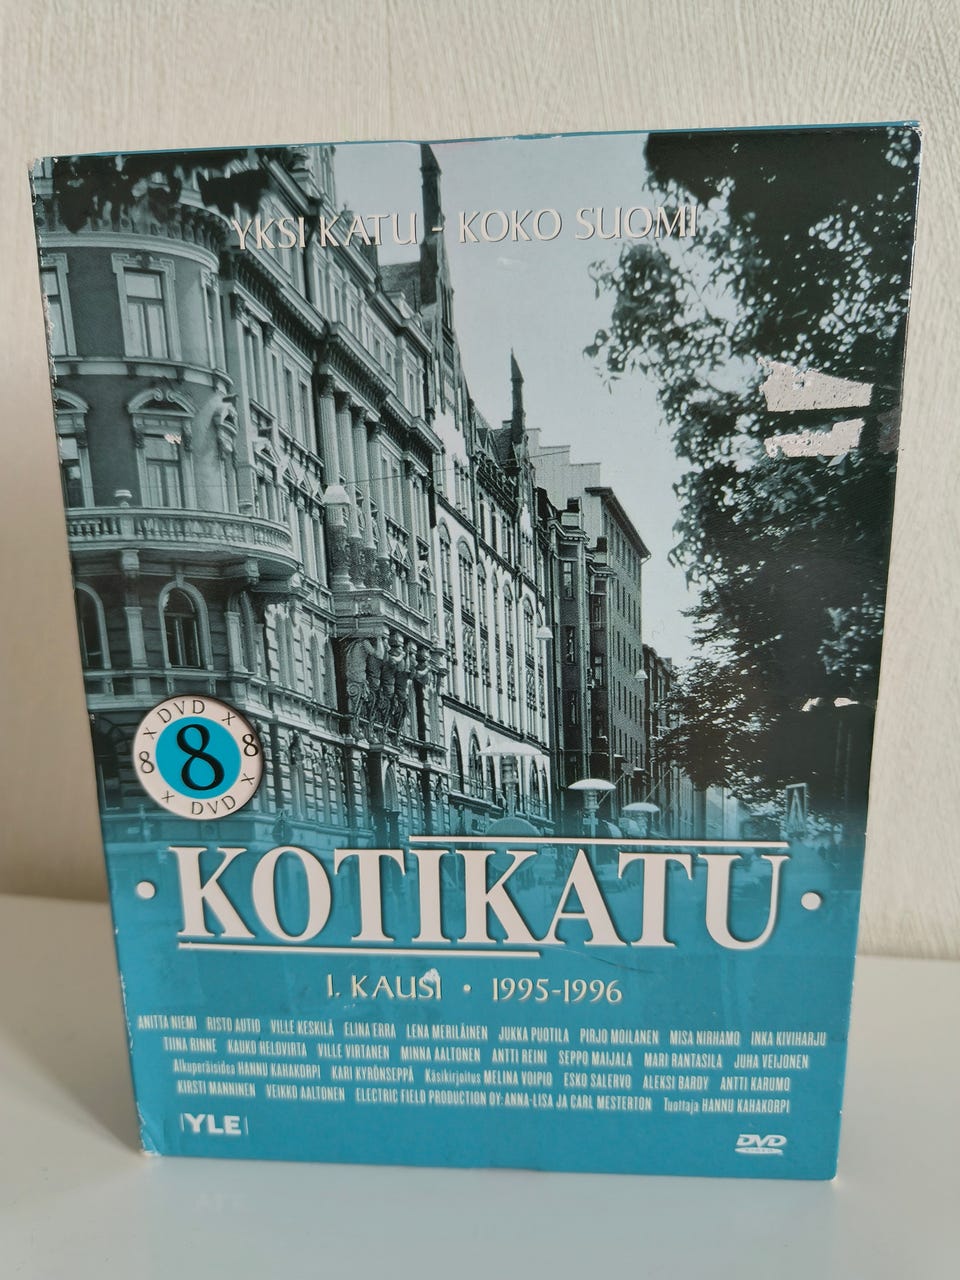 YKSI KATU - KOKO SUOMI
8 x DVD x 8 x DVD x
8
• KOTIKATU •
1. KAUSI • 1995-1996
ANITTA NIEMI RISTO AUTIO VILLE KESKILÄ ELINA ERRA LENA MERILÄINEN JUKKA PUOTILA PIRJO MOILANEN MISA NIRHAMO INKA KIVIHARJU
TIINA RINNE KAUKO HELOVIRTA VILLE VIRTANEN MINNA AALTONEN ANTTI REINI SEPPO MAIJALA MARI RANTASILA JUHA VEIJONEN
Alkuperäisidea HANNU KAHAKORPI KARI KYRÖNSEPPÄ Käsikirjoitus MELINA VOIPIO ESKO SALERVO ALEKSI BARDY ANTTI KARUMO
KIRSTI MANNINEN VEIKKO AALTONEN ELECTRIC FIELD PRODUCTION OY: ANNA-LISA JA CARL MESTERTON Tuottaja HANNU KAHAKORPI
YLE
DVD
VIDEO